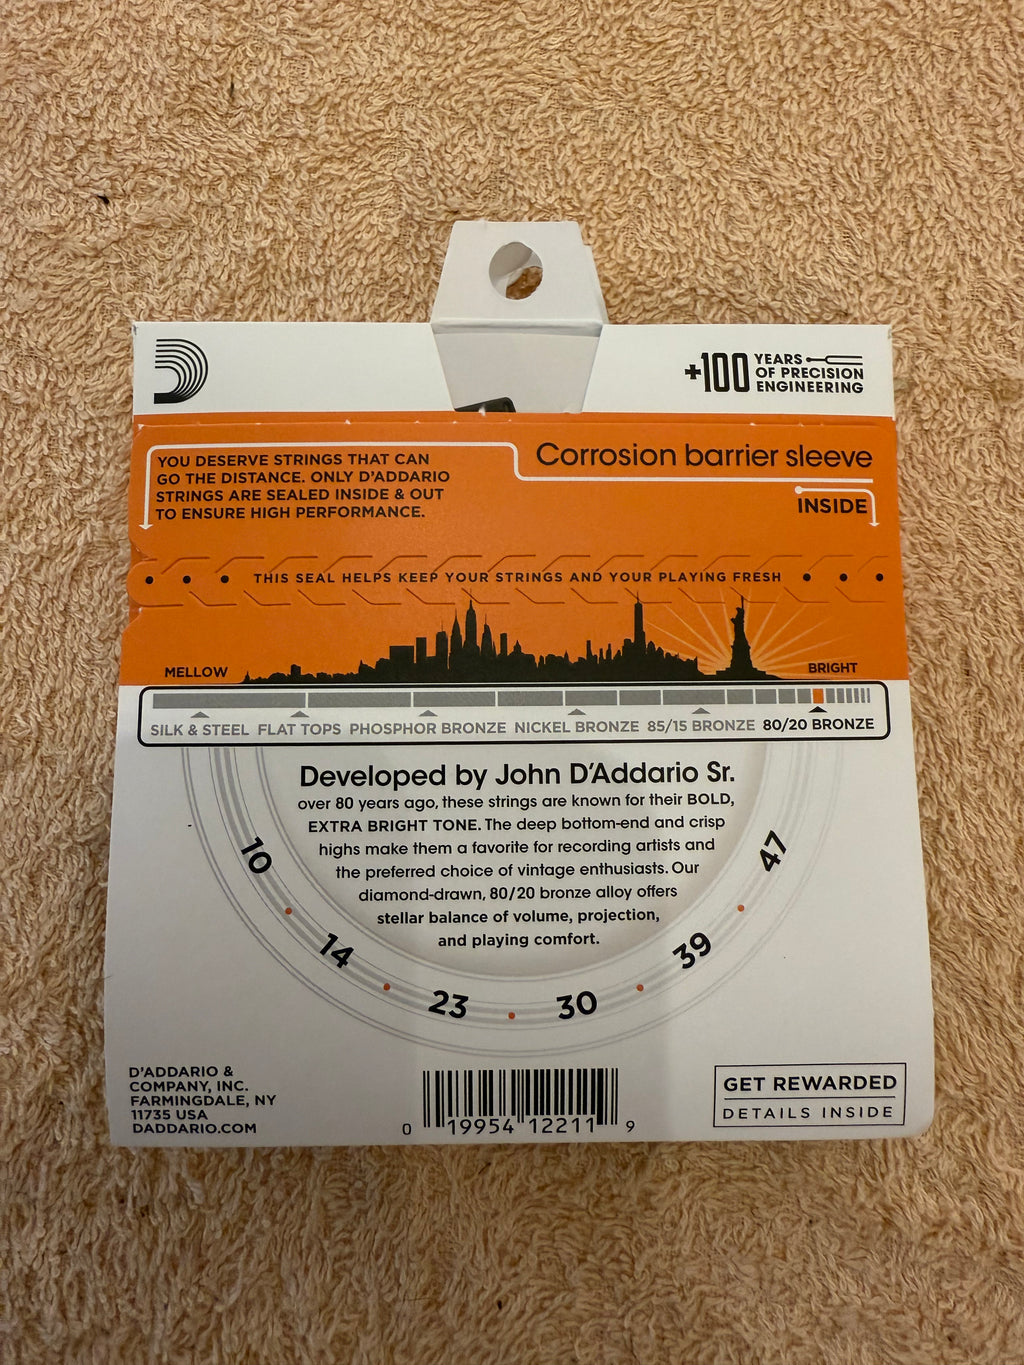 +100 YEARS OF PRECISION ENGINEERING
YOU DESERVE STRINGS THAT CAN
GO THE DISTANCE. ONLY D'ADDARIO
STRINGS ARE SEALED INSIDE & OUT
TO ENSURE HIGH PERFORMANCE.
Corrosion barrier sleeve
INSIDE
THIS SEAL HELPS KEEP YOUR STRINGS AND YOUR PLAYING FRESH
MELLOW
BRIGHT
SILK & STEEL FLAT TOPS PHOSPHOR BRONZE NICKEL BRONZE 85/15 BRONZE 80/20 BRONZE
Developed by John D'Addario Sr.
over 80 years ago, these strings are known for their BOLD,
EXTRA BRIGHT TONE. The deep bottom-end and crisp
highs make them a favorite for recording artists and
the preferred choice of vintage enthusiasts. Our
diamond-drawn, 80/20 bronze alloy offers
stellar balance of volume, projection,
and playing comfort.
10 • 14 • 23 • 30 • 39 • 47
D'ADDARIO &
COMPANY, INC.
FARMINGDALE, NY
11735 USA
DADDARIO.COM
0 19954 12211 9
GET REWARDED
DETAILS INSIDE